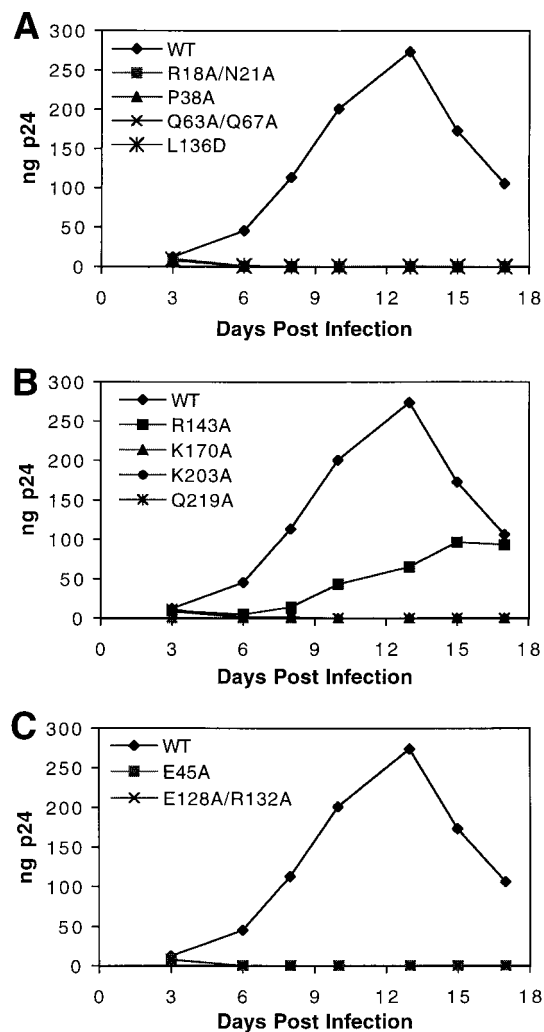 A
300
250
200
150
100
50
0
ng p24
WT
R18A/N21A
P38A
Q63A/Q67A
L136D
0 3 6 9 12 15 18
Days Post Infection
B
300
250
200
150
100
50
0
ng p24
WT
R143A
K170A
K203A
Q219A
0 3 6 9 12 15 18
Days Post Infection
C
300
250
200
150
100
50
0
ng p24
WT
E45A
E128A/R132A
0 3 6 9 12 15 18
Days Post Infection